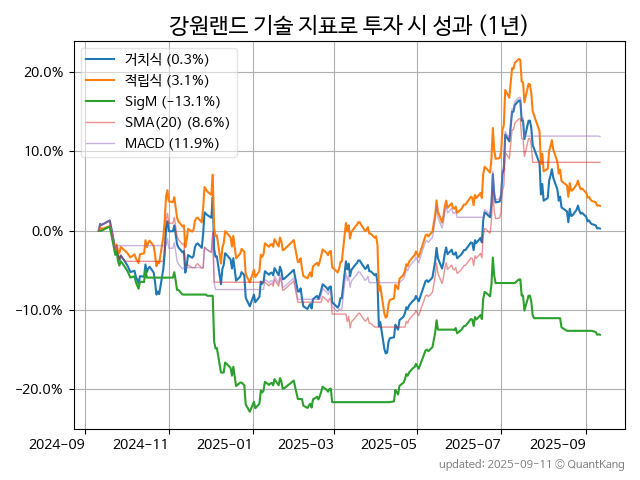 강원랜드 기술 지표로 투자 시 성과 (1년)
거치식 (0.3%)
적립식 (3.1%)
SigM (−13.1%)
SMA(20) (8.6%)
MACD (11.9%)
20.0%
10.0%
0.0%
−10.0%
−20.0%
2024-09 2024-11 2025-01 2025-03 2025-05 2025-07 2025-09
updated: 2025-09-11 © QuantKang